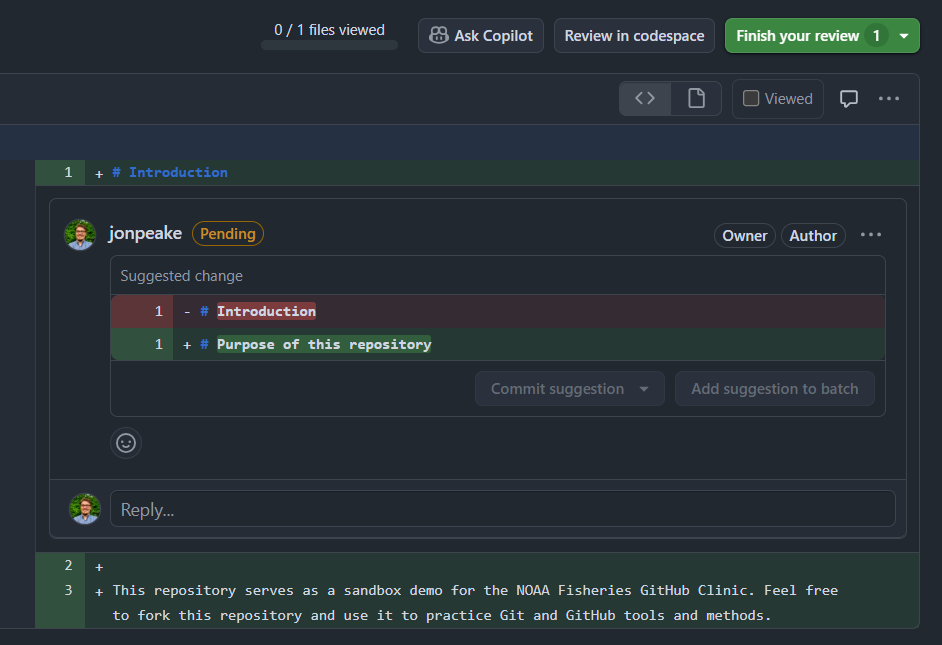 0 / 1 files viewed
Ask Copilot
Review in codespace
Finish your review 1
Viewed
1 + # Introduction
jonpeake Pending
Owner Author
Suggested change
1 - # Introduction
1 + # Purpose of this repository
Commit suggestion
Add suggestion to batch
Reply...
2 +
3 + This repository serves as a sandbox demo for the NOAA Fisheries GitHub Clinic. Feel free
to fork this repository and use it to practice Git and GitHub tools and methods.